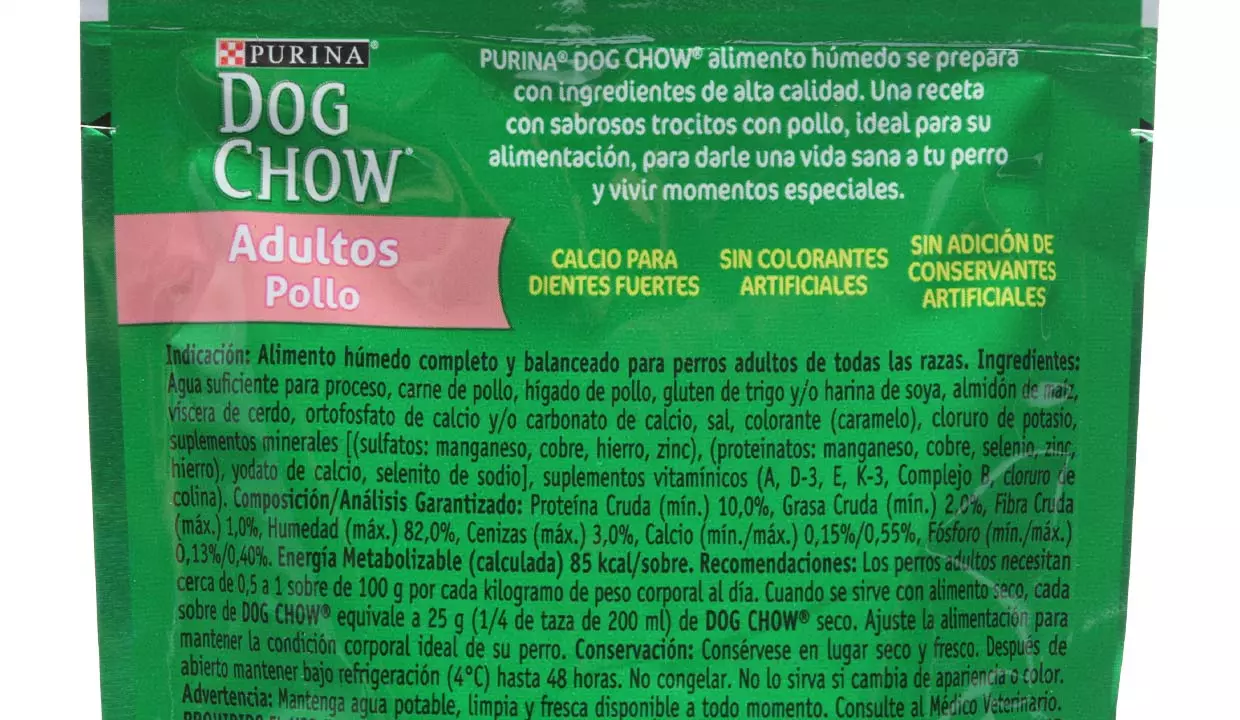 PURINA®
DOG
CHOW®
Adultos
Pollo
PURINA® DOG CHOW® alimento húmedo se prepara
con ingredientes de alta calidad. Una receta
con sabrosos trocitos con pollo, ideal para su
alimentación, para darle una vida sana a tu perro
y vivir momentos especiales.
CALCIO PARA
DIENTES FUERTES
SIN COLORANTES
ARTIFICIALES
SIN ADICIÓN DE
CONSERVANTES
ARTIFICIALES
Indicación: Alimento húmedo completo y balanceado para perros adultos de todas las razas. Ingredientes:
Agua suficiente para proceso, carne de pollo, hígado de pollo, gluten de trigo y/o harina de soya, almidón de maíz,
víscera de cerdo, ortofosfato de calcio y/o carbonato de calcio, sal, colorante (caramelo), cloruro de potasio,
suplementos minerales [(sulfatos: manganeso, cobre, hierro, zinc), (proteinatos: manganeso, cobre, selenio, zinc,
hierro), yodato de calcio, selenito de sodio], suplementos vitamínicos (A, D-3, E, K-3, Complejo B, cloruro de
colina). Composición/Análisis Garantizado: Proteína Cruda (mín.) 10,0%, Grasa Cruda (mín.) 2,0%, Fibra Cruda
(máx.) 1,0%, Humedad (máx.) 82,0%, Cenizas (máx.) 3,0%, Calcio (mín./máx.) 0,15%/0,55%, Fósforo (mín./máx.)
0,13%/0,40%. Energía Metabolizable (calculada) 85 kcal/sobre. Recomendaciones: Los perros adultos necesitan
cerca de 0,5 a 1 sobre de 100 g por cada kilogramo de peso corporal al día. Cuando se sirve con alimento seco, cada
sobre de DOG CHOW® equivale a 25 g (1/4 de taza de 200 ml) de DOG CHOW® seco. Ajuste la alimentación para
mantener la condición corporal ideal de su perro. Conservación: Consérvese en lugar seco y fresco. Después de
abierto mantener bajo refrigeración (4°C) hasta 48 horas. No congelar. No lo sirva si cambia de apariencia o color.
Advertencia: Mantenga agua potable, limpia y fresca disponible a todo momento. Consulte al Médico Veterinario.